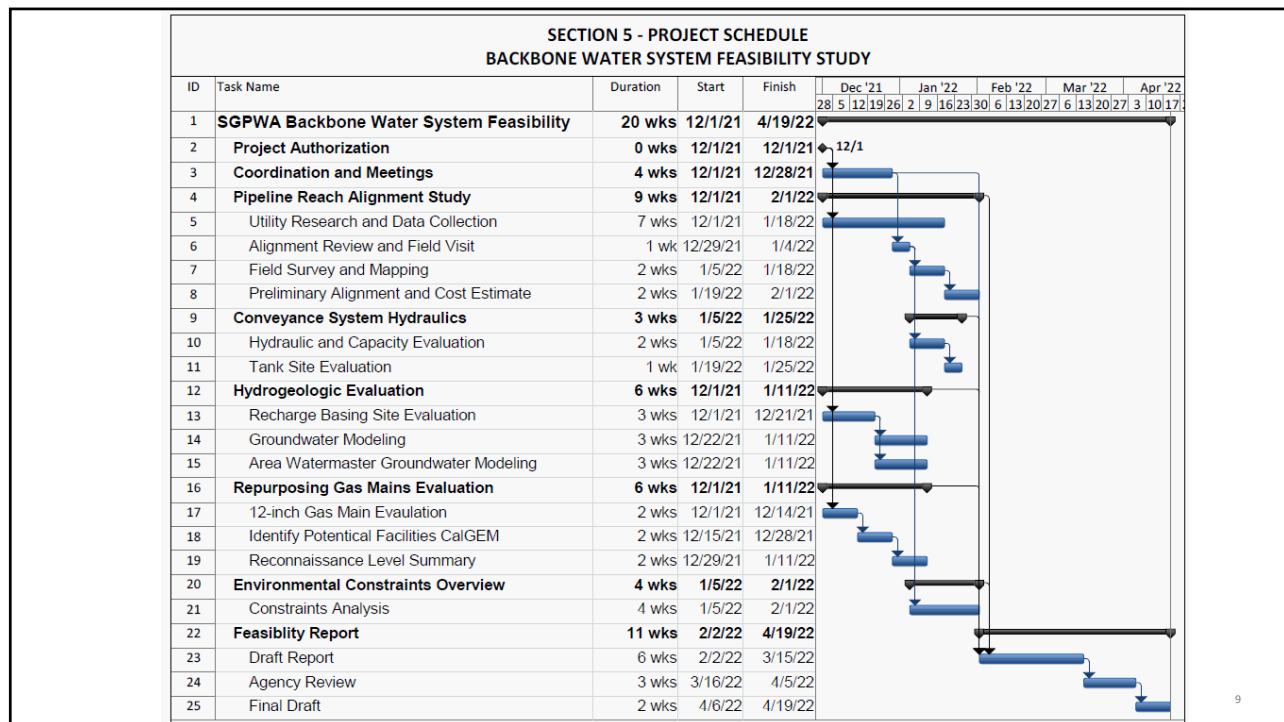 SECTION 5 - PROJECT SCHEDULE
BACKBONE WATER SYSTEM FEASIBILITY STUDY
ID Task Name Duration Start Finish Dec '21 Jan '22 Feb '22 Mar '22 Apr '22
28 5 12 19 26 2 9 16 23 30 6 13 20 27 6 13 20 27 3 10 17
1 SGPWA Backbone Water System Feasibility 20 wks 12/1/21 4/19/22
2 Project Authorization 0 wks 12/1/21 12/1/21 12/1
3 Coordination and Meetings 4 wks 12/1/21 12/28/21
4 Pipeline Reach Alignment Study 9 wks 12/1/21 2/1/22
5 Utility Research and Data Collection 7 wks 12/1/21 1/18/22
6 Alignment Review and Field Visit 1 wk 12/29/21 1/4/22
7 Field Survey and Mapping 2 wks 1/5/22 1/18/22
8 Preliminary Alignment and Cost Estimate 2 wks 1/19/22 2/1/22
9 Conveyance System Hydraulics 3 wks 1/5/22 1/25/22
10 Hydraulic and Capacity Evaluation 2 wks 1/5/22 1/18/22
11 Tank Site Evaluation 1 wk 1/19/22 1/25/22
12 Hydrogeologic Evaluation 6 wks 12/1/21 1/11/22
13 Recharge Basing Site Evaluation 3 wks 12/1/21 12/21/21
14 Groundwater Modeling 3 wks 12/22/21 1/11/22
15 Area Watermaster Groundwater Modeling 3 wks 12/22/21 1/11/22
16 Repurposing Gas Mains Evaluation 6 wks 12/1/21 1/11/22
17 12-inch Gas Main Evaulation 2 wks 12/1/21 12/14/21
18 Identify Potentical Facilities CalGEM 2 wks 12/15/21 12/28/21
19 Reconnaissance Level Summary 2 wks 12/29/21 1/11/22
20 Environmental Constraints Overview 4 wks 1/5/22 2/1/22
21 Constraints Analysis 4 wks 1/5/22 2/1/22
22 Feasiblity Report 11 wks 2/2/22 4/19/22
23 Draft Report 6 wks 2/2/22 3/15/22
24 Agency Review 3 wks 3/16/22 4/5/22
25 Final Draft 2 wks 4/6/22 4/19/22
9